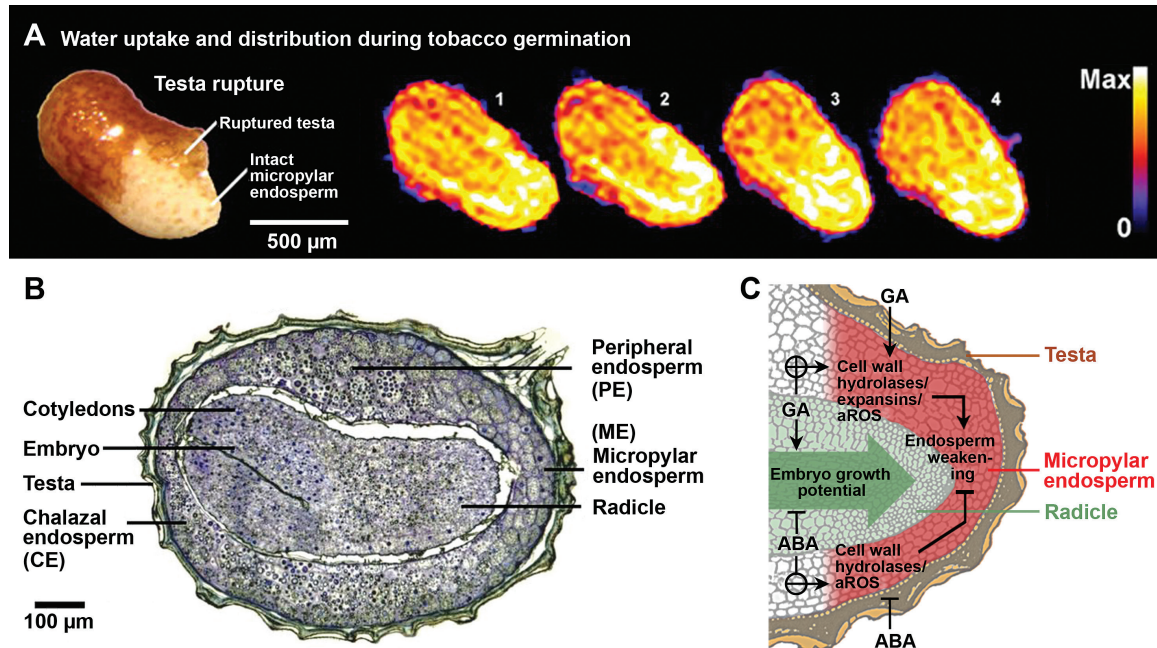 A Water uptake and distribution during tobacco germination
Testa rupture
Ruptured testa
Intact
micropylar
endosperm
500 µm
1
2
3
4
Max
0
B
Cotyledons
Embryo
Testa
Chalazal
endosperm
(CE)
100 µm
Peripheral
endosperm
(PE)
(ME)
Micropylar
endosperm
Radicle
C
GA
Cell wall
hydrolases/
expansins/
aROS
GA
Endosperm
weaken-
ing
Embryo growth
potential
ABA
Cell wall
hydrolases/
aROS
ABA
Testa
Micropylar
endosperm
Radicle